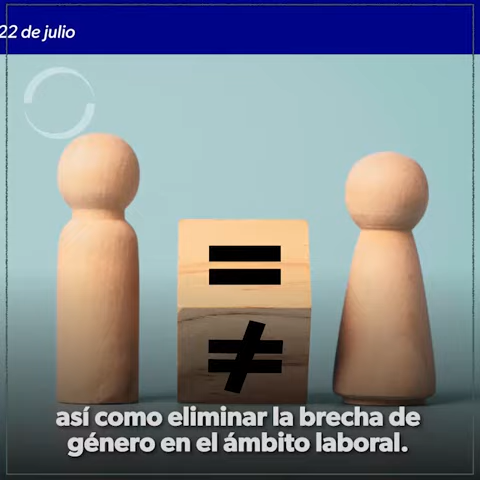 22 de julio
=
≠
así como eliminar la brecha de
género en el ámbito laboral.